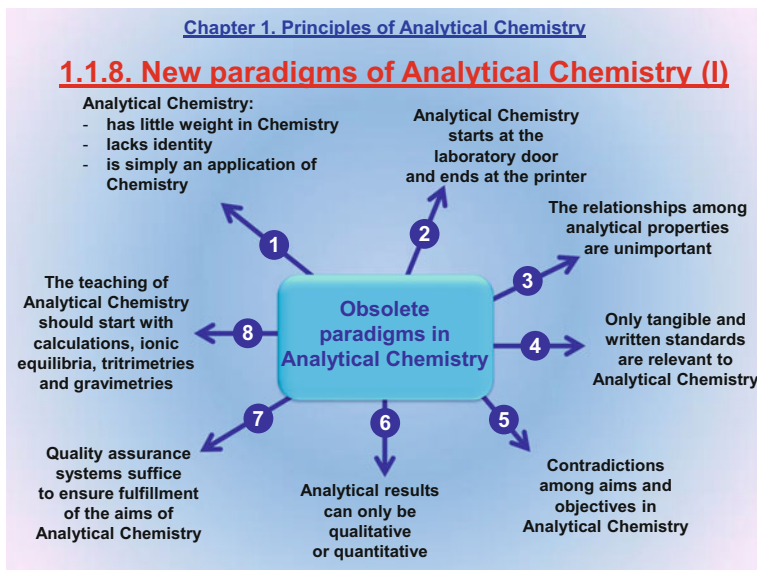 Chapter 1. Principles of Analytical Chemistry
1.1.8. New paradigms of Analytical Chemistry (I)
Analytical Chemistry:
- has little weight in Chemistry
- lacks identity
- is simply an application of
Chemistry
1
Analytical Chemistry
starts at the
laboratory door
and ends at the printer
2
The relationships among
analytical properties
are unimportant
3
Only tangible and
written standards
are relevant to
Analytical Chemistry
4
Contradictions
among aims and
objectives in
Analytical Chemistry
5
Analytical results
can only be
qualitative
or quantitative
6
Quality assurance
systems suffice
to ensure fulfillment
of the aims of
Analytical Chemistry
7
The teaching of
Analytical Chemistry
should start with
calculations, ionic
equilibria, tritrimetries
and gravimetries
8
Obsolete
paradigms in
Analytical Chemistry